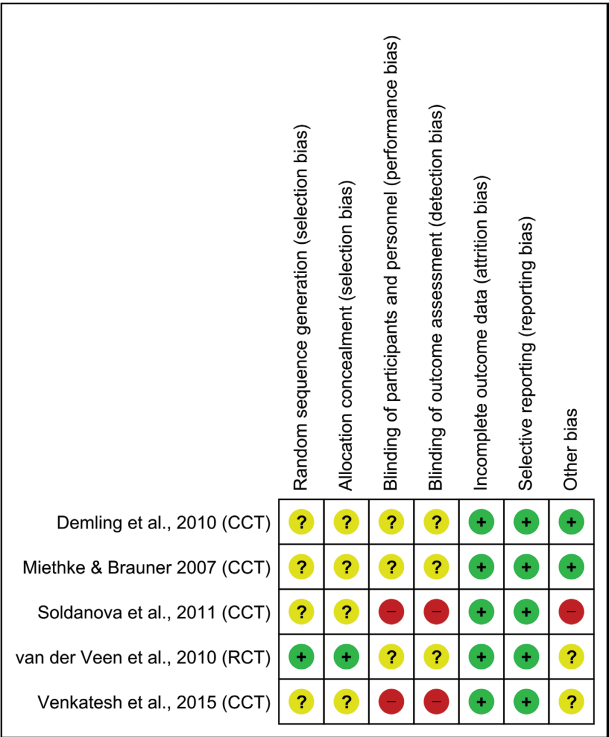 Random sequence generation (selection bias)
Allocation concealment (selection bias)
Blinding of participants and personnel (performance bias)
Blinding of outcome assessment (detection bias)
Incomplete outcome data (attrition bias)
Selective reporting (reporting bias)
Other bias
Demling et al., 2010 (CCT) ? ? ? ? + + +
Miethke & Brauner 2007 (CCT) ? ? ? ? + + +
Soldanova et al., 2011 (CCT) ? ? – – + + –
van der Veen et al., 2010 (RCT) + + ? ? + + ?
Venkatesh et al., 2015 (CCT) ? ? – – + + ?